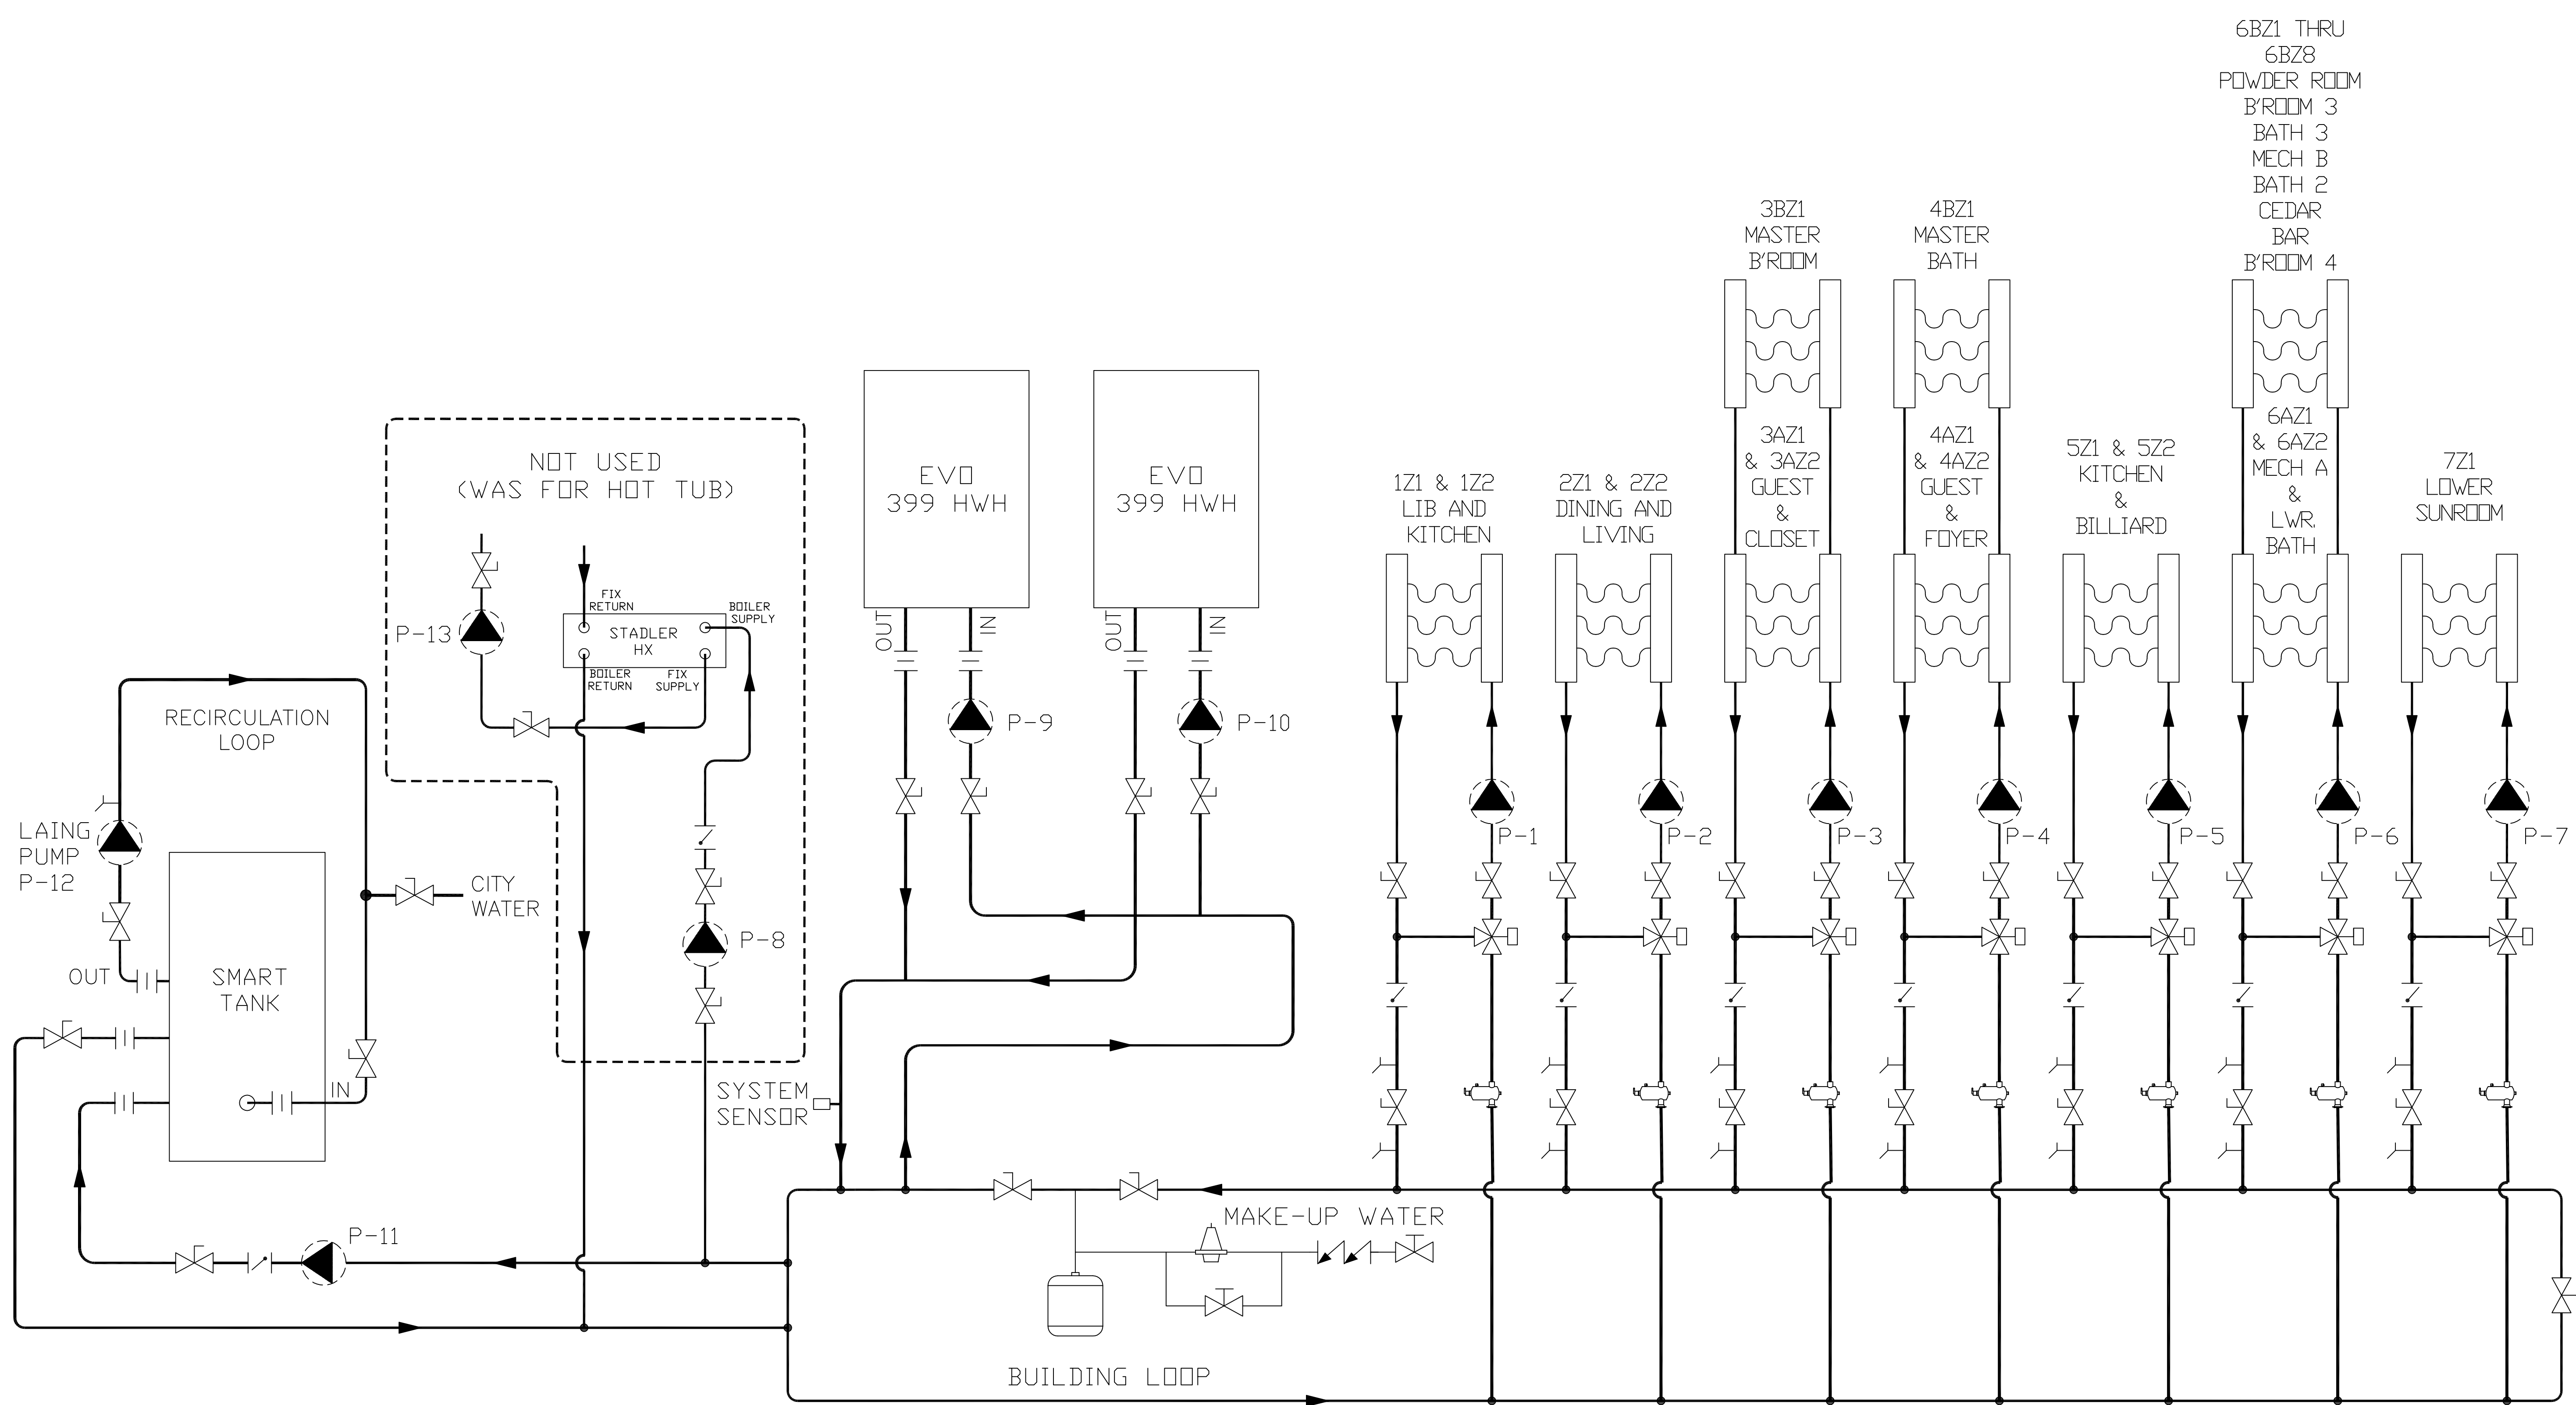 6BZ1 THRU
6BZ8
POWDER ROOM
B'ROOM 3
BATH 3
MECH B
BATH 2
CEDAR
BAR
B'ROOM 4
3BZ1
MASTER
B'ROOM
4BZ1
MASTER
BATH
NOT USED
(WAS FOR HOT TUB)
EVO
399 HWH
EVO
399 HWH
1Z1 & 1Z2
LIB AND
KITCHEN
2Z1 & 2Z2
DINING AND
LIVING
3AZ1
& 3AZ2
GUEST
&
CLOSET
4AZ1
& 4AZ2
GUEST
&
FOYER
5Z1 & 5Z2
KITCHEN
&
BILLIARD
6AZ1
& 6AZ2
MECH A
&
LWR.
BATH
7Z1
LOWER
SUNROOM
FIX
RETURN
BOILER
SUPPLY
P-13
STADLER
HX
BOILER
RETURN
FIX
SUPPLY
OUT
IN
OUT
IN
RECIRCULATION
LOOP
P-9
P-10
LAING
PUMP
P-12
P-1
P-2
P-3
P-4
P-5
P-6
P-7
CITY
WATER
P-8
OUT
SMART
TANK
IN
SYSTEM
SENSOR
P-11
MAKE-UP WATER
BUILDING LOOP